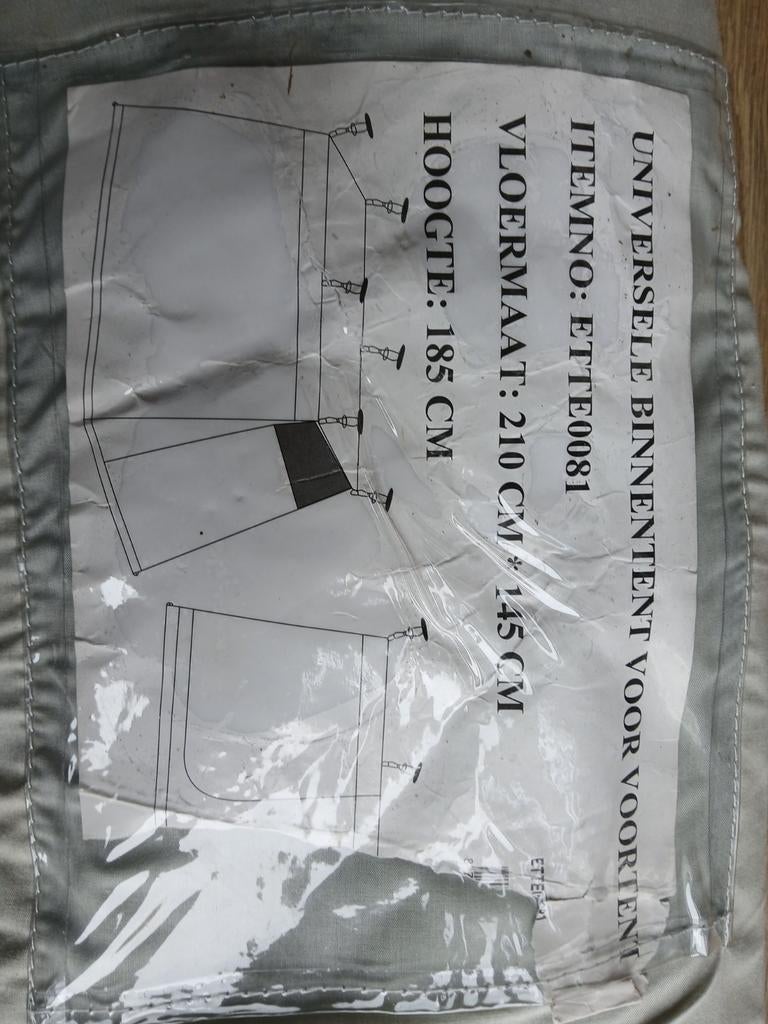 UNIVERSELE BINNENTENT VOOR VOORTENT
ITEMNO: ETTE0081
VLOERMAAT: 210 CM * 145 CM
HOOGTE: 185 CM